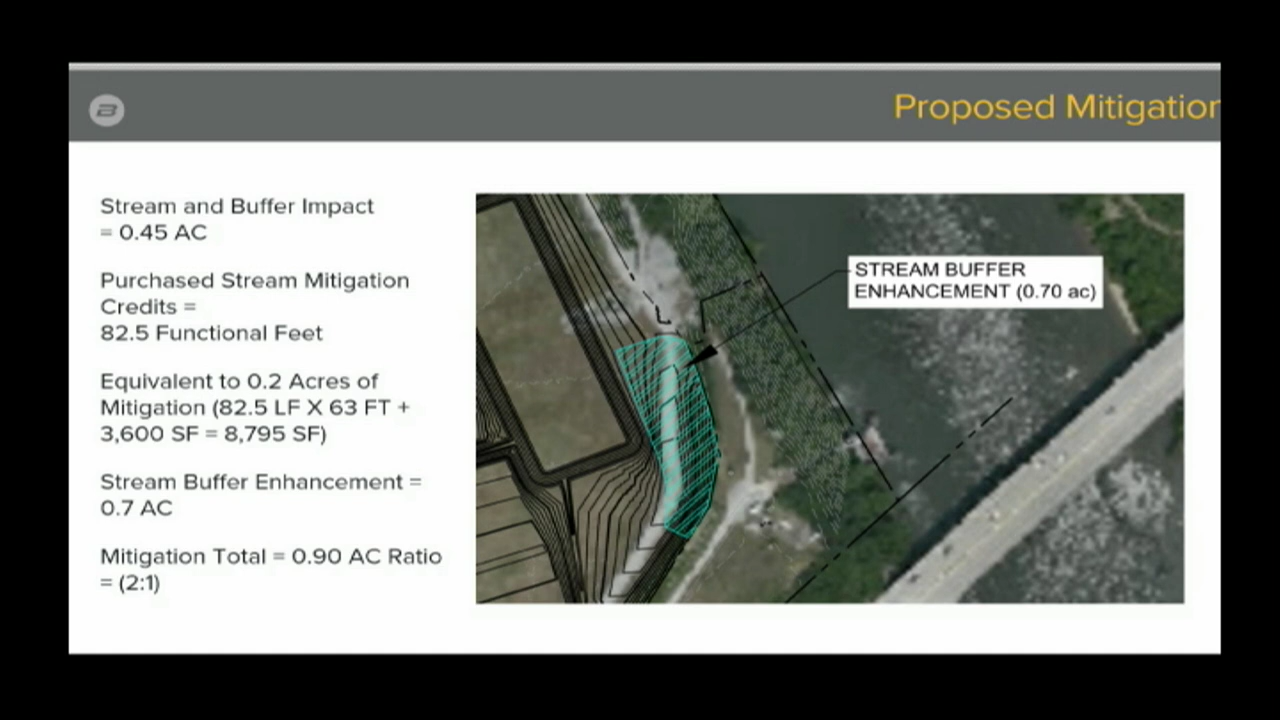 Proposed Mitigation
Stream and Buffer Impact
= 0.45 AC
Purchased Stream Mitigation
Credits =
82.5 Functional Feet
Equivalent to 0.2 Acres of
Mitigation (82.5 LF X 63 FT +
3,600 SF = 8,795 SF)
Stream Buffer Enhancement =
0.7 AC
Mitigation Total = 0.90 AC Ratio
= (2:1)
STREAM BUFFER
ENHANCEMENT (0.70 ac)